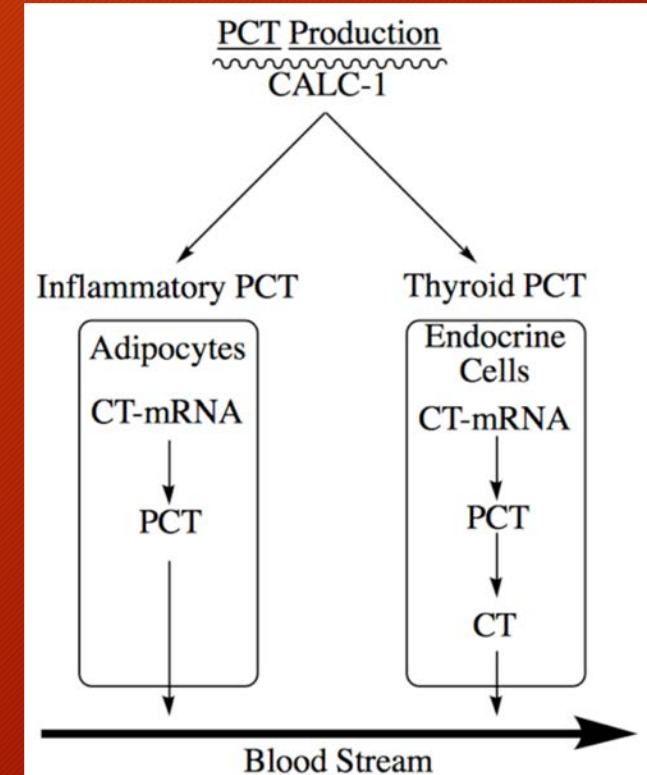 PCT Production
CALC-1
Inflammatory PCT
Adipocytes
CT-mRNA
PCT
Thyroid PCT
Endocrine
Cells
CT-mRNA
PCT
CT
Blood Stream